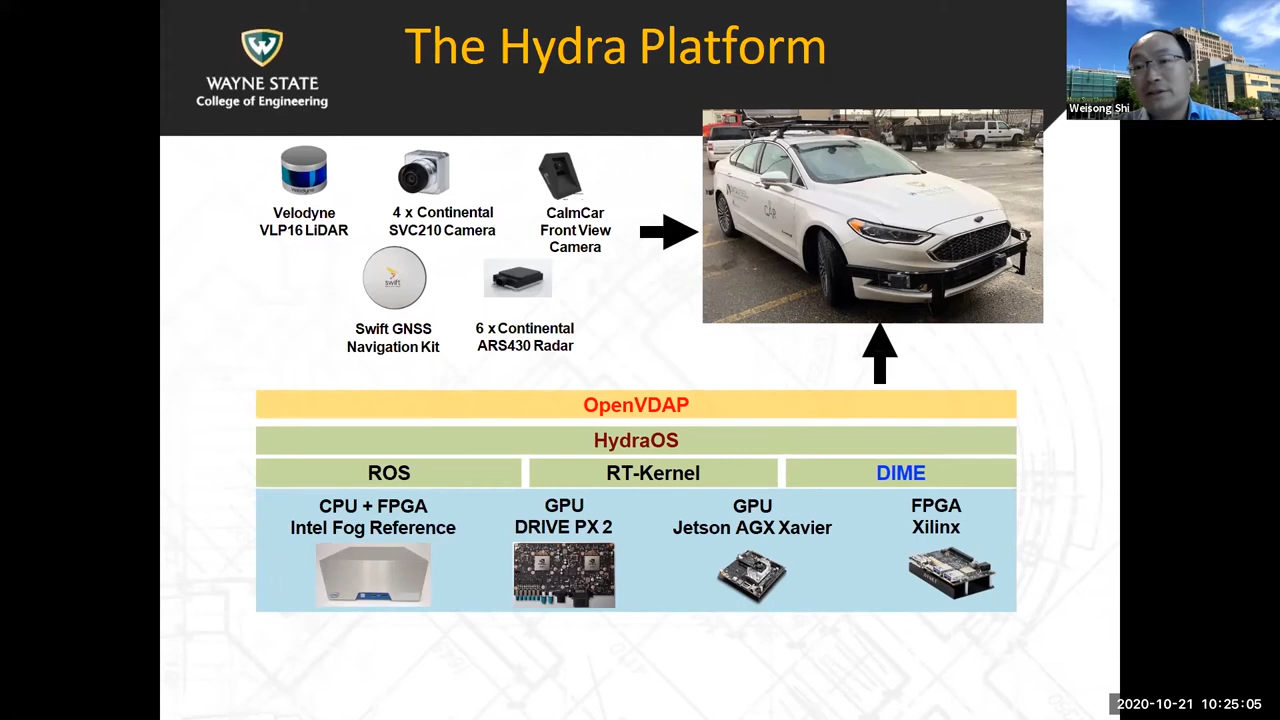 The Hydra Platform
WAYNE STATE
College of Engineering
Weisong Shi
Velodyne
VLP16 LiDAR
4 x Continental
SVC210 Camera
CalmCar
Front View
Camera
swift
Swift GNSS
Navigation Kit
6 x Continental
ARS430 Radar
OpenVDAP
HydraOS
ROS
RT-Kernel
DIME
CPU + FPGA
Intel Fog Reference
GPU
DRIVE PX 2
GPU
Jetson AGX Xavier
FPGA
Xilinx
2020-10-21 10:25:05